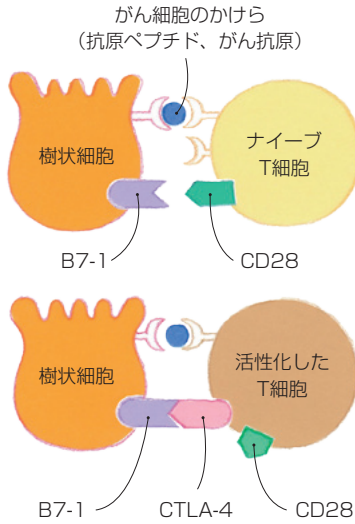 がん細胞のかけら
（抗原ペプチド、がん抗原）
樹状細胞
ナイーブ
T細胞
B7-1
CD28
樹状細胞
活性化した
T細胞
B7-1
CTLA-4
CD28